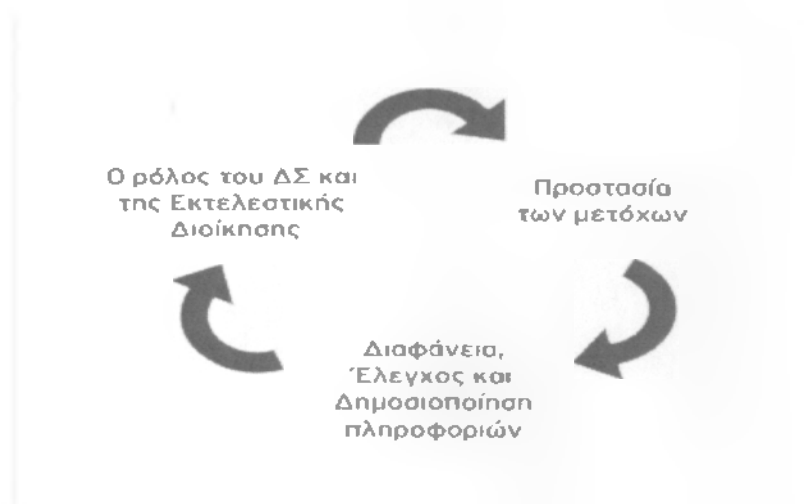 Ο ρόλος του ΔΣ και
της Εκτελεστικής
Διοίκησης
Προστασία
των μετόχων
Διαφάνεια,
Έλεγχος και
Δημοσιοποίηση
πληροφοριών